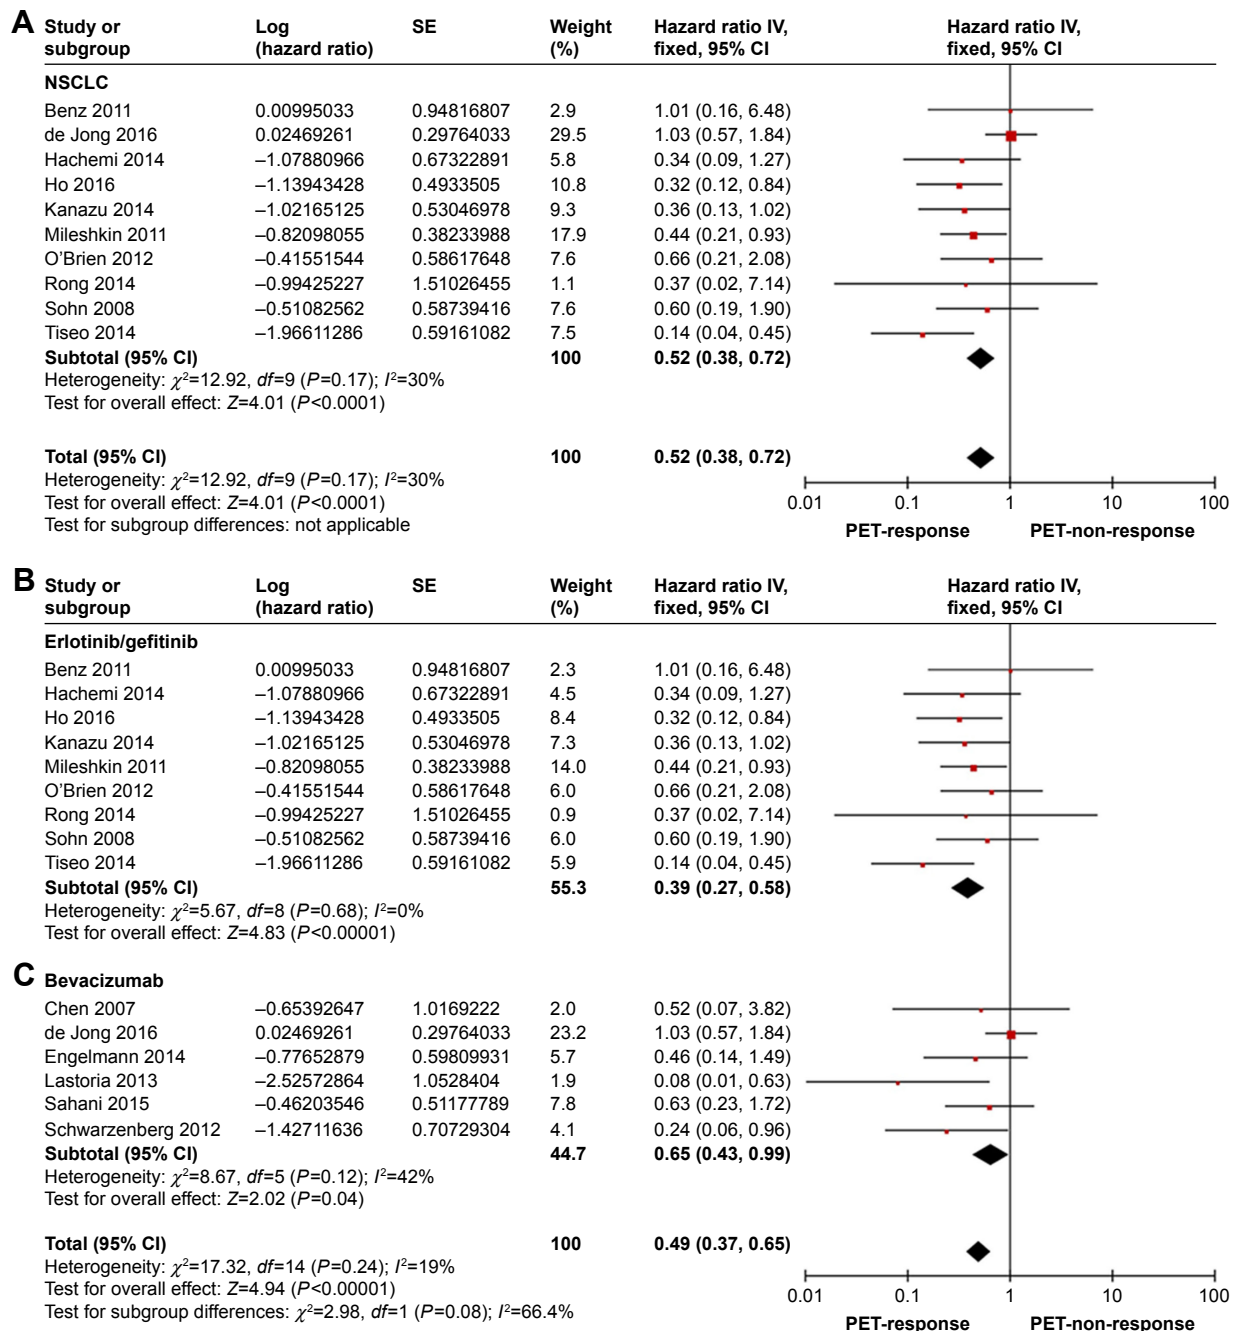 A Study or subgroup Log (hazard ratio) SE Weight (%) Hazard ratio IV, fixed, 95% CI Hazard ratio IV, fixed, 95% CI
NSCLC
Benz 2011 0.00995033 0.94816807 2.9 1.01 (0.16, 6.48)
de Jong 2016 0.02469261 0.29764033 29.5 1.03 (0.57, 1.84)
Hachemi 2014 –1.07880966 0.67322891 5.8 0.34 (0.09, 1.27)
Ho 2016 –1.13943428 0.4933505 10.8 0.32 (0.12, 0.84)
Kanazu 2014 –1.02165125 0.53046978 9.3 0.36 (0.13, 1.02)
Mileshkin 2011 –0.82098055 0.38233988 17.9 0.44 (0.21, 0.93)
O’Brien 2012 –0.41551544 0.58617648 7.6 0.66 (0.21, 2.08)
Rong 2014 –0.99425227 1.51026455 1.1 0.37 (0.02, 7.14)
Sohn 2008 –0.51082562 0.58739416 7.6 0.60 (0.19, 1.90)
Tiseo 2014 –1.96611286 0.59161082 7.5 0.14 (0.04, 0.45)
Subtotal (95% CI) 100 0.52 (0.38, 0.72)
Heterogeneity: χ²=12.92, df=9 (P=0.17); I²=30%
Test for overall effect: Z=4.01 (P<0.0001)
Total (95% CI) 100 0.52 (0.38, 0.72)
Heterogeneity: χ²=12.92, df=9 (P=0.17); I²=30%
Test for overall effect: Z=4.01 (P<0.0001)
Test for subgroup differences: not applicable
0.01 0.1 1 10 100
PET-response PET-non-response
B Study or subgroup Log (hazard ratio) SE Weight (%) Hazard ratio IV, fixed, 95% CI Hazard ratio IV, fixed, 95% CI
Erlotinib/gefitinib
Benz 2011 0.00995033 0.94816807 2.3 1.01 (0.16, 6.48)
Hachemi 2014 –1.07880966 0.67322891 4.5 0.34 (0.09, 1.27)
Ho 2016 –1.13943428 0.4933505 8.4 0.32 (0.12, 0.84)
Kanazu 2014 –1.02165125 0.53046978 7.3 0.36 (0.13, 1.02)
Mileshkin 2011 –0.82098055 0.38233988 14.0 0.44 (0.21, 0.93)
O’Brien 2012 –0.41551544 0.58617648 6.0 0.66 (0.21, 2.08)
Rong 2014 –0.99425227 1.51026455 0.9 0.37 (0.02, 7.14)
Sohn 2008 –0.51082562 0.58739416 6.0 0.60 (0.19, 1.90)
Tiseo 2014 –1.96611286 0.59161082 5.9 0.14 (0.04, 0.45)
Subtotal (95% CI) 55.3 0.39 (0.27, 0.58)
Heterogeneity: χ²=5.67, df=8 (P=0.68); I²=0%
Test for overall effect: Z=4.83 (P<0.00001)
C Bevacizumab
Chen 2007 –0.65392647 1.0169222 2.0 0.52 (0.07, 3.82)
de Jong 2016 0.02469261 0.29764033 23.2 1.03 (0.57, 1.84)
Engelmann 2014 –0.77652879 0.59809931 5.7 0.46 (0.14, 1.49)
Lastoria 2013 –2.52572864 1.0528404 1.9 0.08 (0.01, 0.63)
Sahani 2015 –0.46203546 0.51177789 7.8 0.63 (0.23, 1.72)
Schwarzenberg 2012 –1.42711636 0.70729304 4.1 0.24 (0.06, 0.96)
Subtotal (95% CI) 44.7 0.65 (0.43, 0.99)
Heterogeneity: χ²=8.67, df=5 (P=0.12); I²=42%
Test for overall effect: Z=2.02 (P=0.04)
Total (95% CI) 100 0.49 (0.37, 0.65)
Heterogeneity: χ²=17.32, df=14 (P=0.24); I²=19%
Test for overall effect: Z=4.94 (P<0.00001)
Test for subgroup differences: χ²=2.98, df=1 (P=0.08); I²=66.4%
0.01 0.1 1 10 100
PET-response PET-non-response